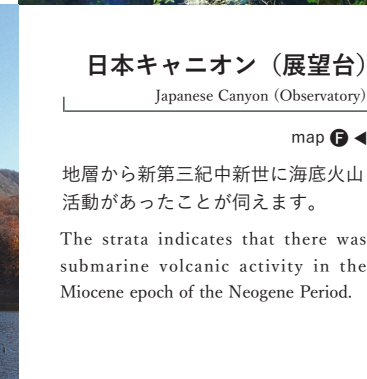 日本キャニオン（展望台）
Japanese Canyon (Observatory)
map F ◀
地層から新第三紀中新世に海底火山
活動があったことが伺えます。
The strata indicates that there was
submarine volcanic activity in the
Miocene epoch of the Neogene Period.